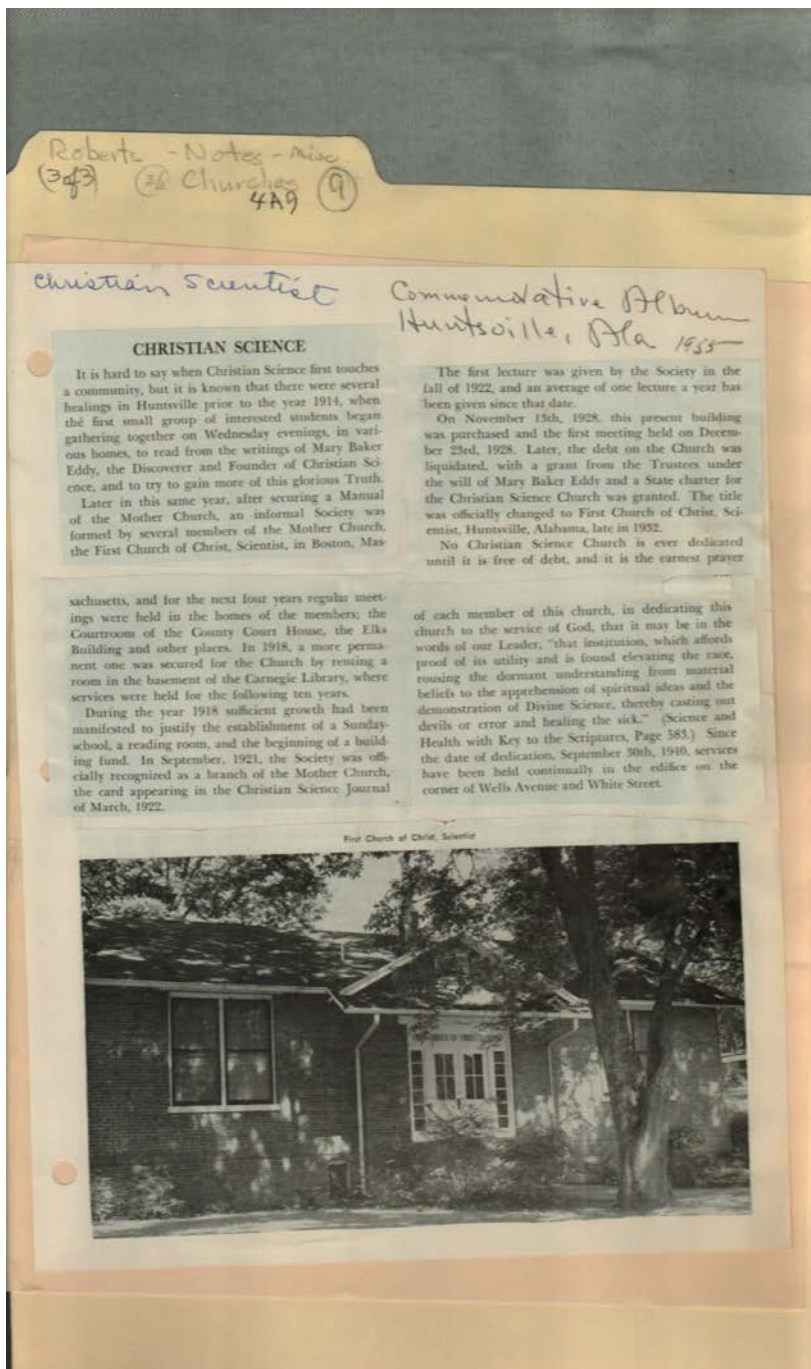 Roberts - Notes - Misc
(3 of 3) Churches 9
4A9
Christian Scientist
Commemorative Album
Huntsville, Ala 1955
CHRISTIAN SCIENCE
It is hard to say when Christian Science first touches
a community, but it is known that there were several
healings in Huntsville prior to the year 1914, when
the first small group of interested students began
gathering together on Wednesday evenings, in vari-
ous homes, to read from the writings of Mary Baker
Eddy, the Discoverer and Founder of Christian Sci-
ence, and to try to gain more of this glorious Truth.
Later in this same year, after securing a Manual
of the Mother Church, an informal Society was
formed by several members of the Mother Church,
the First Church of Christ, Scientist, in Boston, Mas-
sachusetts, and for the next four years regular meet-
ings were held in the homes of the members; the
Courtroom of the County Court House, the Elks
Building and other places. In 1918, a more perma-
nent one was secured for the Church by renting a
room in the basement of the Carnegie Library, where
services were held for the following ten years.
During the year 1918 sufficient growth had been
manifested to justify the establishment of a Sunday-
school, a reading room, and the beginning of a build-
ing fund. In September, 1921, the Society was offi-
cially recognized as a branch of the Mother Church,
the card appearing in the Christian Science Journal
of March, 1922.
The first lecture was given by the Society in the
fall of 1922, and an average of one lecture a year has
been given since that date.
On November 15th, 1928, this present building
was purchased and the first meeting held on Decem-
ber 23rd, 1928. Later, the debt on the Church was
liquidated, with a grant from the Trustees under
the will of Mary Baker Eddy and a State charter for
the Christian Science Church was granted. The title
was officially changed to First Church of Christ, Sci-
entist, Huntsville, Alabama, late in 1932.
No Christian Science Church is ever dedicated
until it is free of debt, and it is the earnest prayer
of each member of this church, in dedicating this
church to the service of God, that it may be in the
words of our Leader, "that institution, which affords
proof of its utility and is found elevating the race,
rousing the dormant understanding from material
beliefs to the apprehension of spiritual ideas and the
demonstration of Divine Science, thereby casting out
devils or error and healing the sick." (Science and
Health with Key to the Scriptures, Page 583.) Since
the date of dedication, September 30th, 1940, services
have been held continually in the edifice on the
corner of Wells Avenue and White Street.
First Church of Christ, Scientist